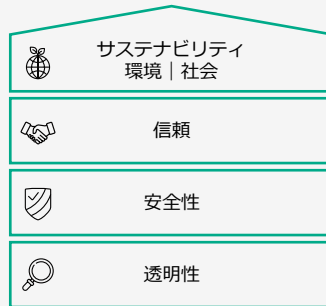 サステナビリティ
環境｜社会
信頼
安全性
透明性